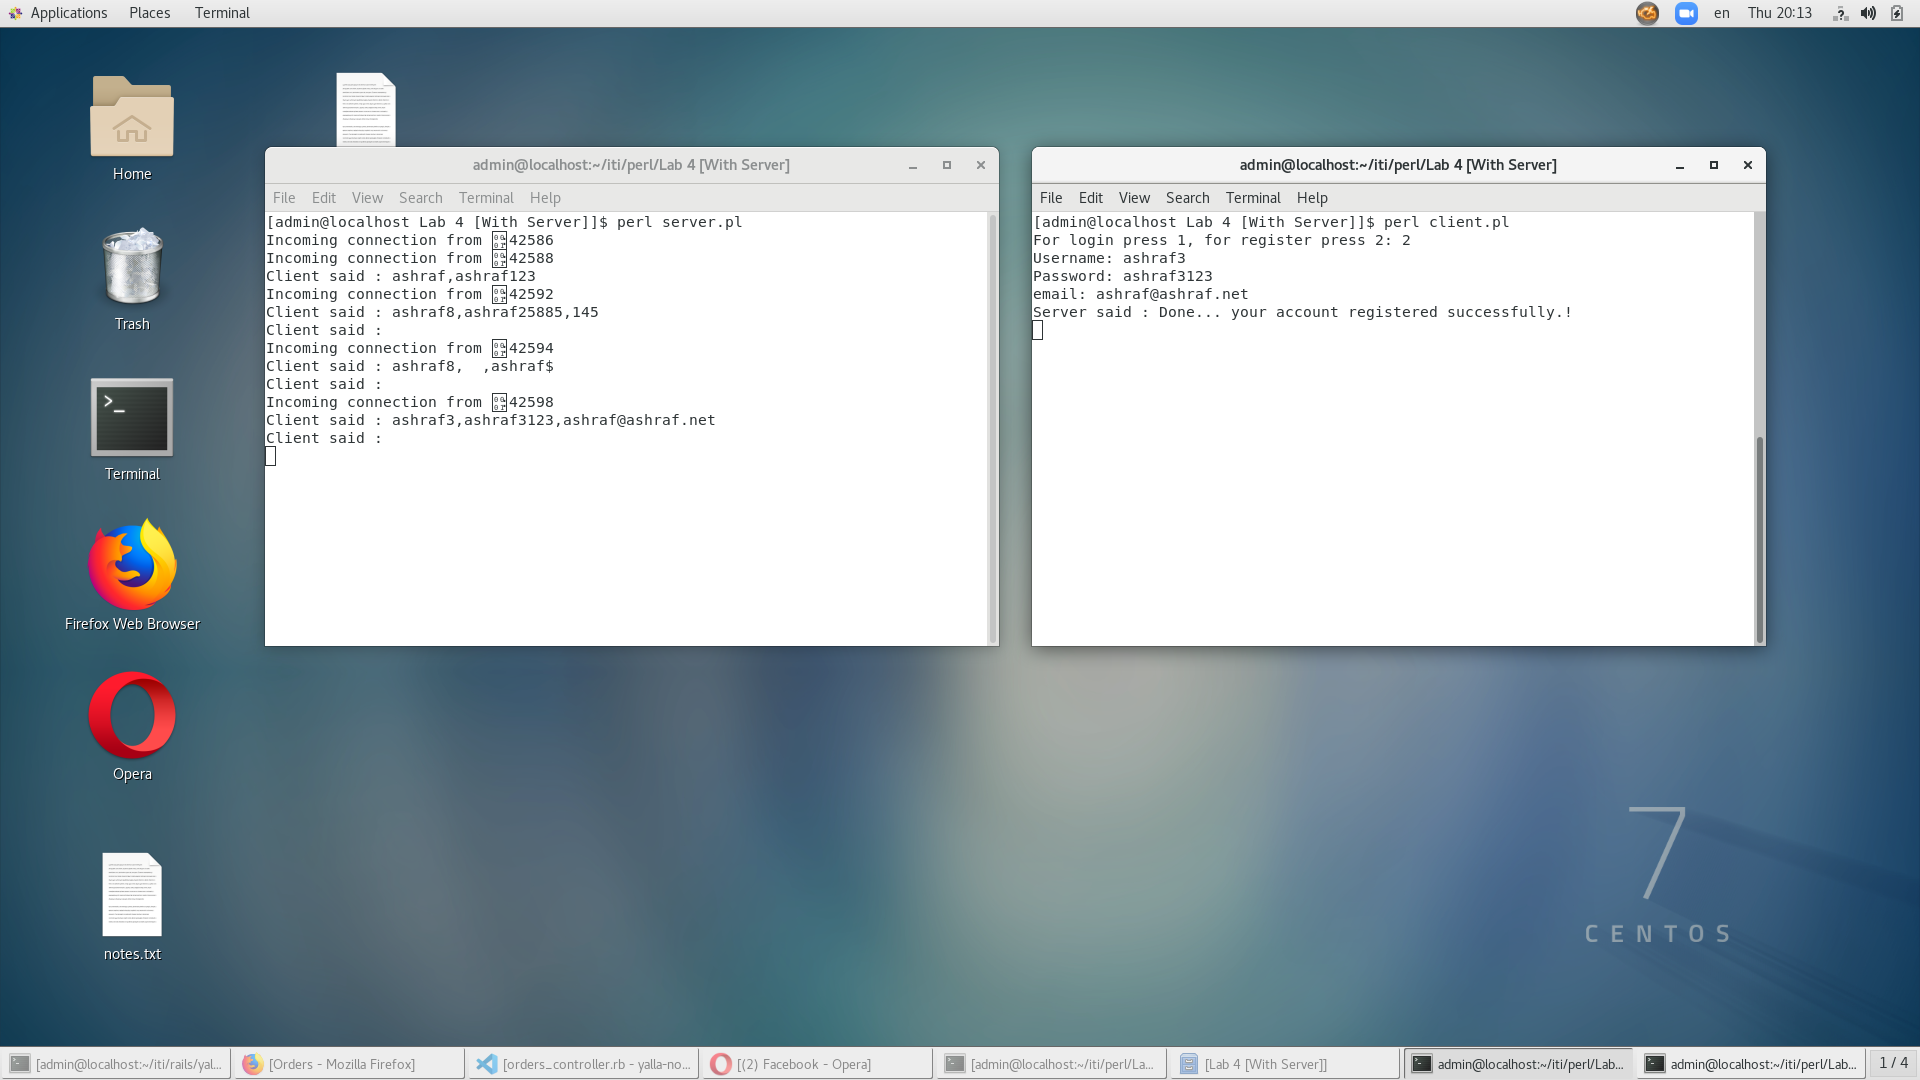 Applications Places Terminal
en Thu 20:13
Home
Trash
Terminal
Firefox Web Browser
Opera
notes.txt
admin@localhost:~/iti/perl/Lab 4 [With Server]
File Edit View Search Terminal Help
[admin@localhost Lab 4 [With Server]]$ perl server.pl
Incoming connection from 42586
Incoming connection from 42588
Client said : ashraf,ashraf123
Incoming connection from 42592
Client said : ashraf8,ashraf25885,145
Client said :
Incoming connection from 42594
Client said : ashraf8,  ,ashraf$
Client said :
Incoming connection from 42598
Client said : ashraf3,ashraf3123,ashraf@ashraf.net
Client said :
admin@localhost:~/iti/perl/Lab 4 [With Server]
File Edit View Search Terminal Help
[admin@localhost Lab 4 [With Server]]$ perl client.pl
For login press 1, for register press 2: 2
Username: ashraf3
Password: ashraf3123
email: ashraf@ashraf.net
Server said : Done... your account registered successfully.!
7
CENTOS
[admin@localhost:~/iti/rails/yal... [Orders - Mozilla Firefox] [orders_controller.rb - yalla-no... [(2) Facebook - Opera] [admin@localhost:~/iti/perl/La... [Lab 4 [With Server]] admin@localhost:~/iti/perl/Lab... admin@localhost:~/iti/perl/Lab... 1 / 4